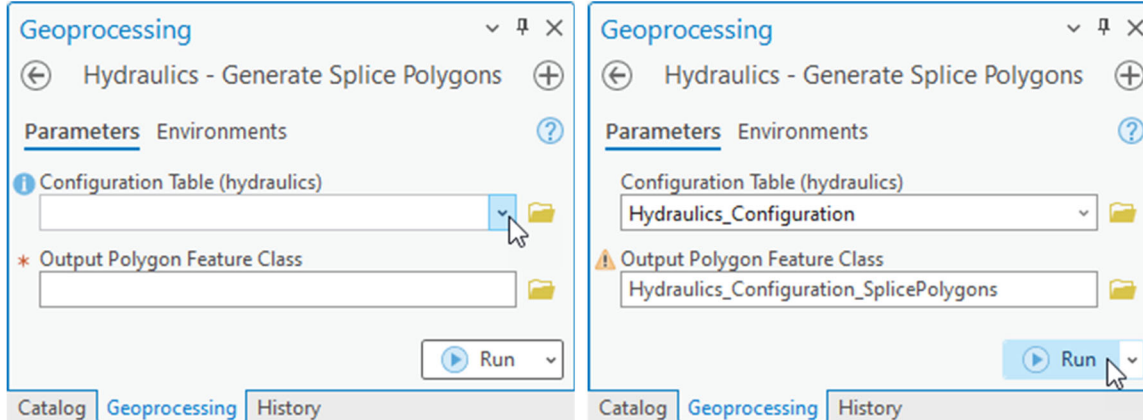 Geoprocessing
Hydraulics - Generate Splice Polygons
Parameters Environments
Configuration Table (hydraulics)
* Output Polygon Feature Class
Run
Catalog Geoprocessing History
Geoprocessing
Hydraulics - Generate Splice Polygons
Parameters Environments
Configuration Table (hydraulics)
Hydraulics_Configuration
Output Polygon Feature Class
Hydraulics_Configuration_SplicePolygons
Run
Catalog Geoprocessing History